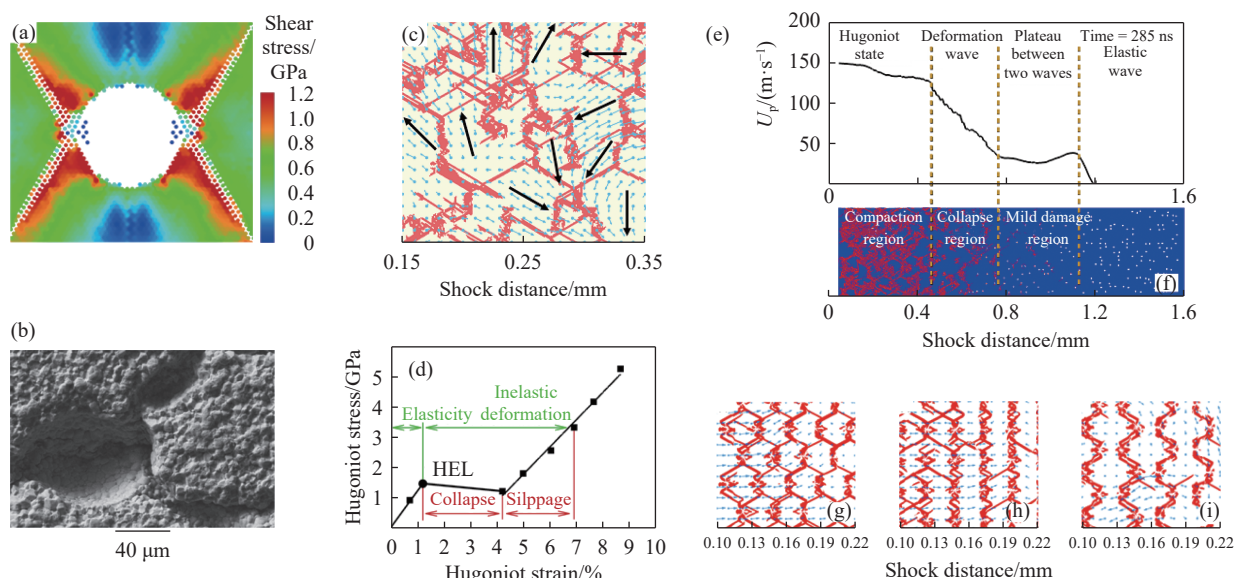 (a)
Shear
stress/
GPa
1.2
1.0
0.8
0.6
0.4
0.2
0
(b)
40 μm
(c)
0.15
0.25
0.35
Shock distance/mm
(d)
Hugoniot stress/GPa
5
4
3
2
1
Elasticity
Inelastic
deformation
HEL
Collapse
Silppage
0 1 2 3 4 5 6 7 8 9 10
Hugoniot strain/%
(e)
U_p/(m·s⁻¹)
200
150
100
50
Hugoniot
state
Deformation
wave
Plateau
between
two waves
Time = 285 ns
Elastic
wave
1.6
Compaction
region
Collapse
region
Mild damage
region
(f)
0 0.4 0.8 1.2 1.6
Shock distance/mm
(g)
0.10 0.13 0.16 0.19 0.22
(h)
0.10 0.13 0.16 0.19 0.22
(i)
0.10 0.13 0.16 0.19 0.22
Shock distance/mm